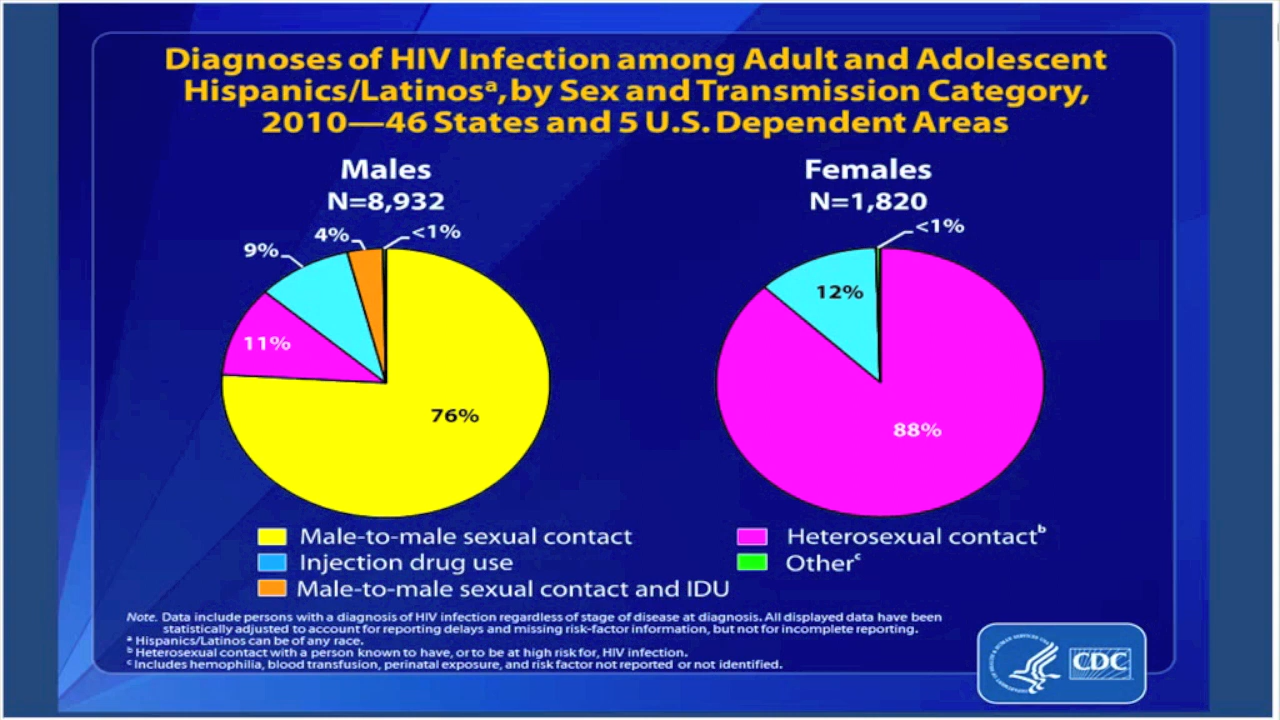 Diagnoses of HIV Infection among Adult and Adolescent
Hispanics/Latinosᵃ, by Sex and Transmission Category,
2010—46 States and 5 U.S. Dependent Areas
Males
N=8,932
Females
N=1,820
9%
4%
<1%
11%
76%
<1%
12%
88%
Male-to-male sexual contact
Injection drug use
Male-to-male sexual contact and IDU
Heterosexual contactᵇ
Otherᶜ
Note. Data include persons with a diagnosis of HIV infection regardless of stage of disease at diagnosis. All displayed data have been
statistically adjusted to account for reporting delays and missing risk-factor information, but not for incomplete reporting.
ᵃ Hispanics/Latinos can be of any race.
ᵇ Heterosexual contact with a person known to have, or to be at high risk for, HIV infection.
ᶜ Includes hemophilia, blood transfusion, perinatal exposure, and risk factor not reported or not identified.
CDC